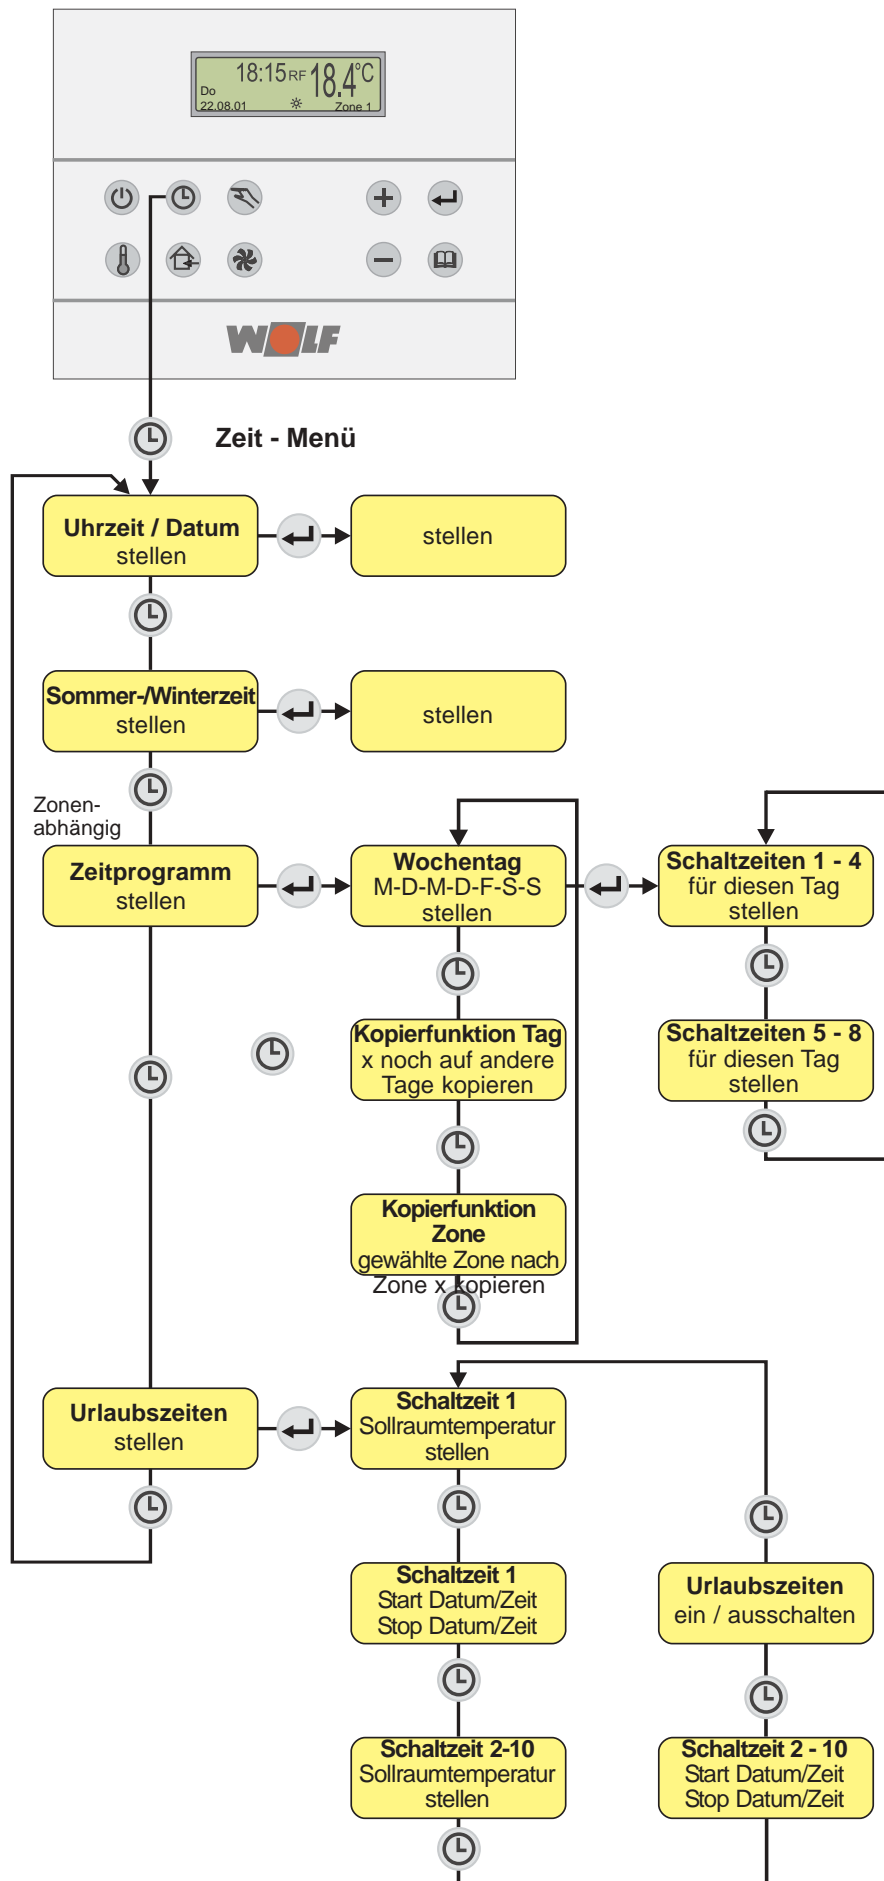 18:15 RF 18.4°C
Do
22.08.01 Zone 1
WOLF
Zeit - Menü
Uhrzeit / Datum
stellen
stellen
Sommer-/Winterzeit
stellen
stellen
Zonen-
abhängig
Zeitprogramm
stellen
Wochentag
M-D-M-D-F-S-S
stellen
Schaltzeiten 1 - 4
für diesen Tag
stellen
Kopierfunktion Tag
x noch auf andere
Tage kopieren
Schaltzeiten 5 - 8
für diesen Tag
stellen
Kopierfunktion
Zone
gewählte Zone nach
Zone x kopieren
Urlaubszeiten
stellen
Schaltzeit 1
Sollraumtemperatur
stellen
Schaltzeit 1
Start Datum/Zeit
Stop Datum/Zeit
Urlaubszeiten
ein / ausschalten
Schaltzeit 2-10
Sollraumtemperatur
stellen
Schaltzeit 2 - 10
Start Datum/Zeit
Stop Datum/Zeit